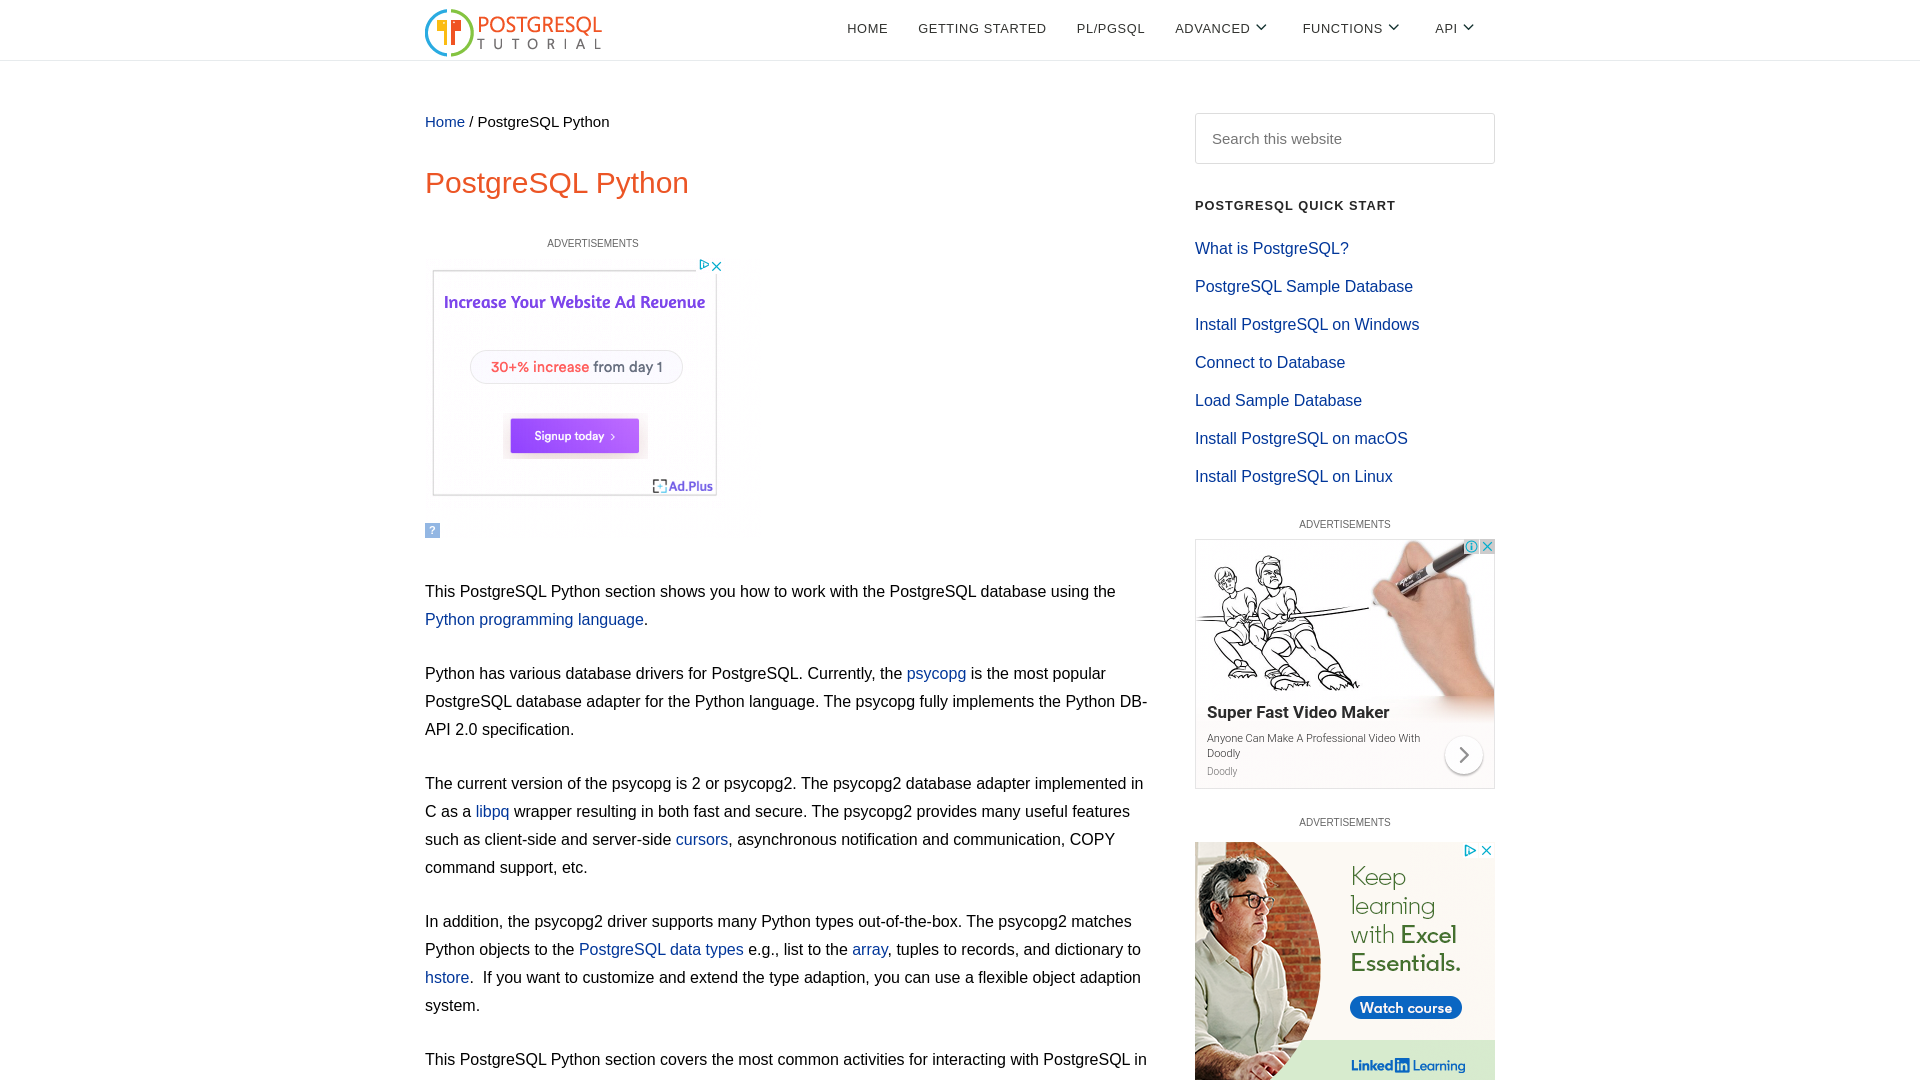 POSTGRESQL
TUTORIAL
HOME
GETTING STARTED
PL/PGSQL
ADVANCED
FUNCTIONS
API
Home / PostgreSQL Python
PostgreSQL Python
ADVERTISEMENTS
Increase Your Website Ad Revenue
30+% increase from day 1
Signup today >
Ad.Plus
?
This PostgreSQL Python section shows you how to work with the PostgreSQL database using the
Python programming language.
Python has various database drivers for PostgreSQL. Currently, the psycopg is the most popular
PostgreSQL database adapter for the Python language. The psycopg fully implements the Python DB-
API 2.0 specification.
The current version of the psycopg is 2 or psycopg2. The psycopg2 database adapter implemented in
C as a libpq wrapper resulting in both fast and secure. The psycopg2 provides many useful features
such as client-side and server-side cursors, asynchronous notification and communication, COPY
command support, etc.
In addition, the psycopg2 driver supports many Python types out-of-the-box. The psycopg2 matches
Python objects to the PostgreSQL data types e.g., list to the array, tuples to records, and dictionary to
hstore.  If you want to customize and extend the type adaption, you can use a flexible object adaption
system.
This PostgreSQL Python section covers the most common activities for interacting with PostgreSQL in
Search this website
POSTGRESQL QUICK START
What is PostgreSQL?
PostgreSQL Sample Database
Install PostgreSQL on Windows
Connect to Database
Load Sample Database
Install PostgreSQL on macOS
Install PostgreSQL on Linux
ADVERTISEMENTS
Super Fast Video Maker
Anyone Can Make A Professional Video With
Doodly
Doodly
ADVERTISEMENTS
Keep
learning
with Excel
Essentials.
Watch course
Linked in Learning